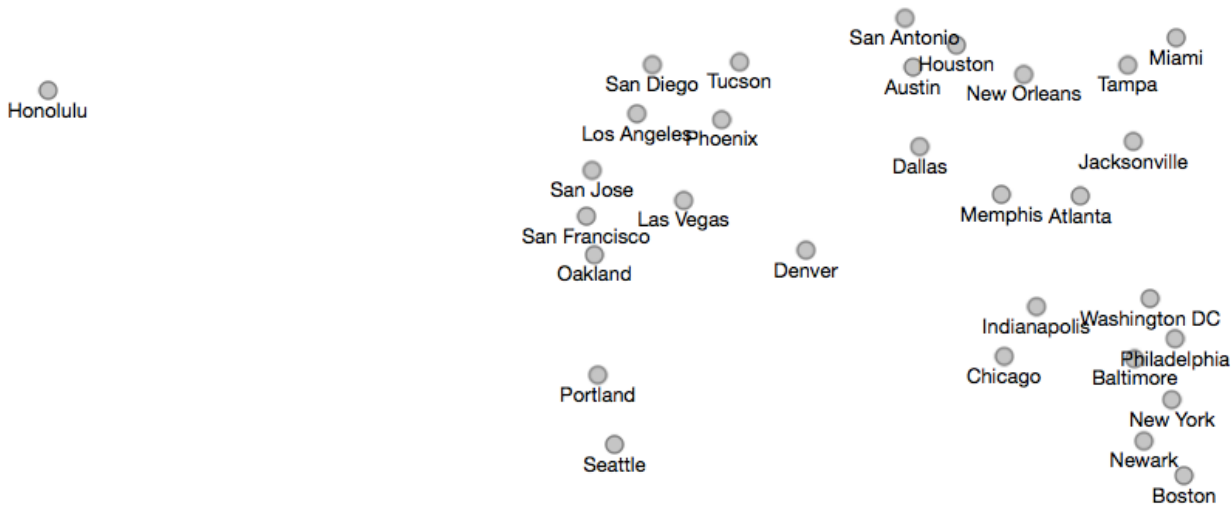 San Antonio
Miami
Houston
San Diego
Tucson
Austin
New Orleans
Tampa
Honolulu
Los Angeles
Phoenix
Dallas
Jacksonville
San Jose
Las Vegas
Memphis
Atlanta
San Francisco
Oakland
Denver
Indianapolis
Washington DC
Chicago
Philadelphia
Baltimore
Portland
New York
Newark
Seattle
Boston